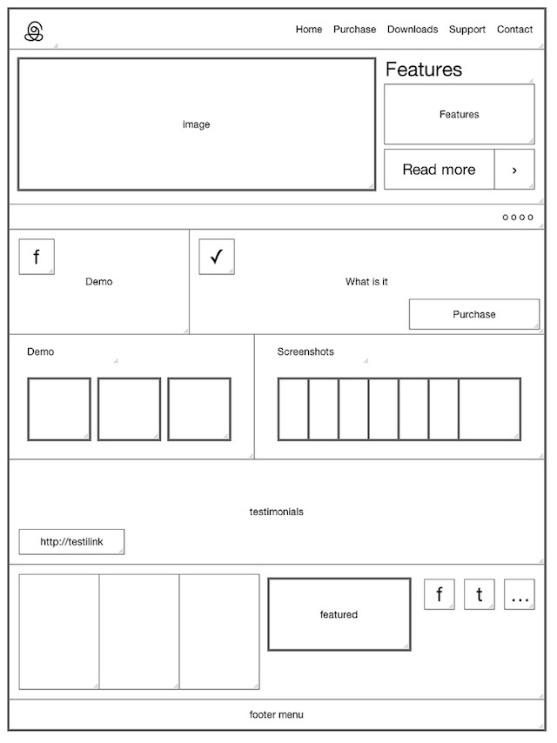 Home Purchase Downloads Support Contact
image
Features
Features
Read more ›
o o o o
f
Demo
✓
What is it
Purchase
Demo
Screenshots
testimonials
http://testilink
featured
f t ...
footer menu